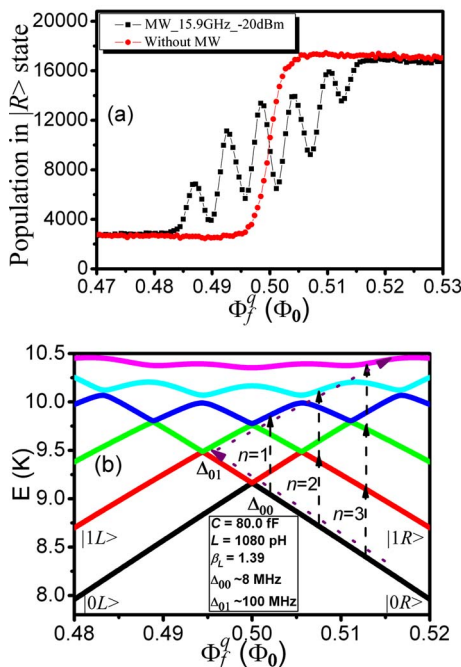 MW_15.9GHz_-20dBm
Without MW
(a)
Population in |R> state
20000
16000
12000
8000
4000
0
0.47 0.48 0.49 0.50 0.51 0.52 0.53
Φ_f^q (Φ₀)
(b)
E (K)
10.5
10.0
9.5
9.0
8.5
8.0
n=1
n=2
n=3
Δ₀₁
Δ₀₀
|1L>
|1R>
C = 80.0 fF
L = 1080 pH
β_L = 1.39
Δ₀₀ ~8 MHz
Δ₀₁ ~100 MHz
|0L>
|0R>
0.48 0.49 0.50 0.51 0.52
Φ_f^q (Φ₀)